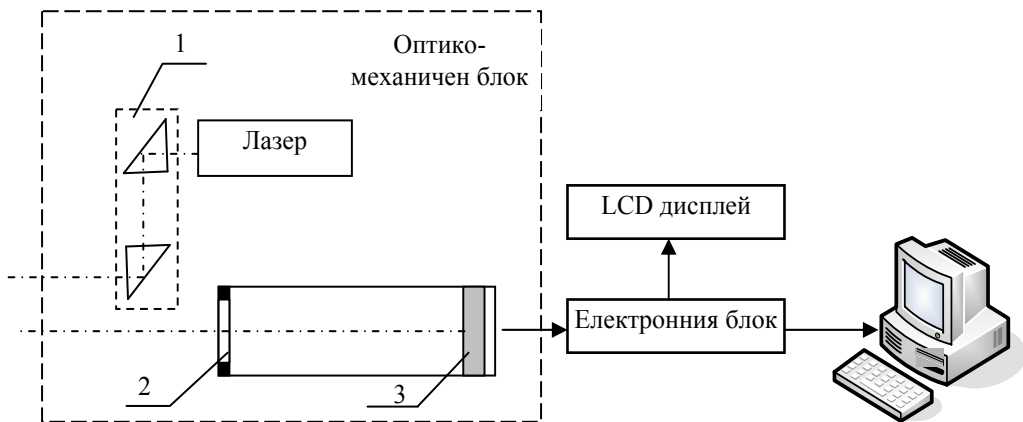 1
Оптико-
механичен блок
Лазер
LCD дисплей
Електронния блок
2
3